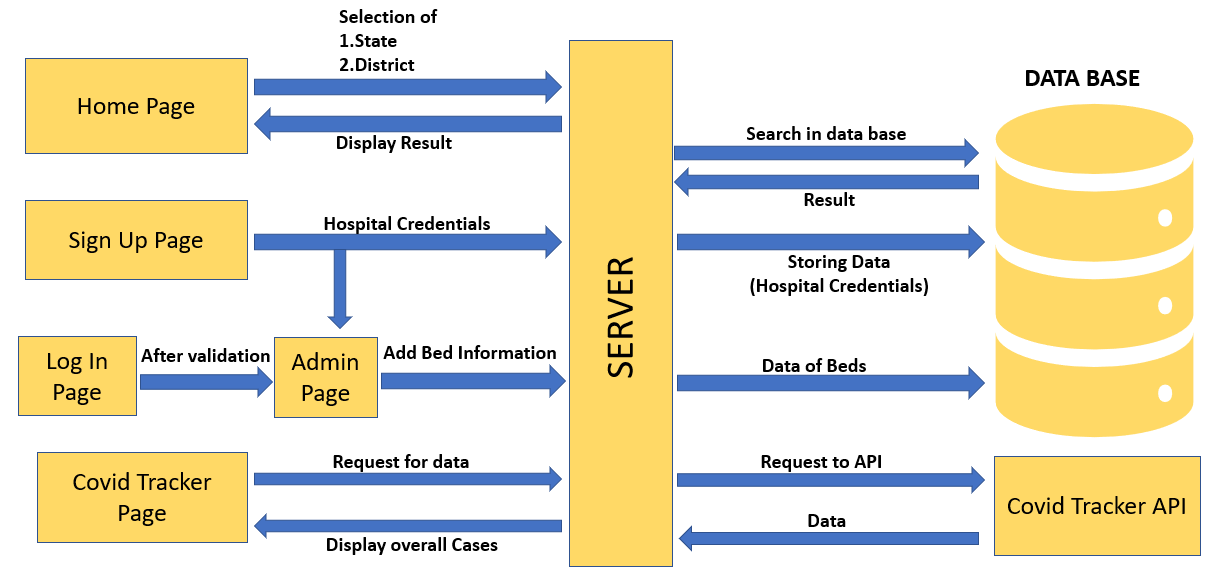 Selection of
1.State
2.District
Home Page
Display Result
DATA BASE
Search in data base
Result
Sign Up Page
Hospital Credentials
Storing Data
(Hospital Credentials)
SERVER
Log In
Page
After validation
Admin
Page
Add Bed Information
Data of Beds
Covid Tracker
Page
Request for data
Display overall Cases
Request to API
Data
Covid Tracker API